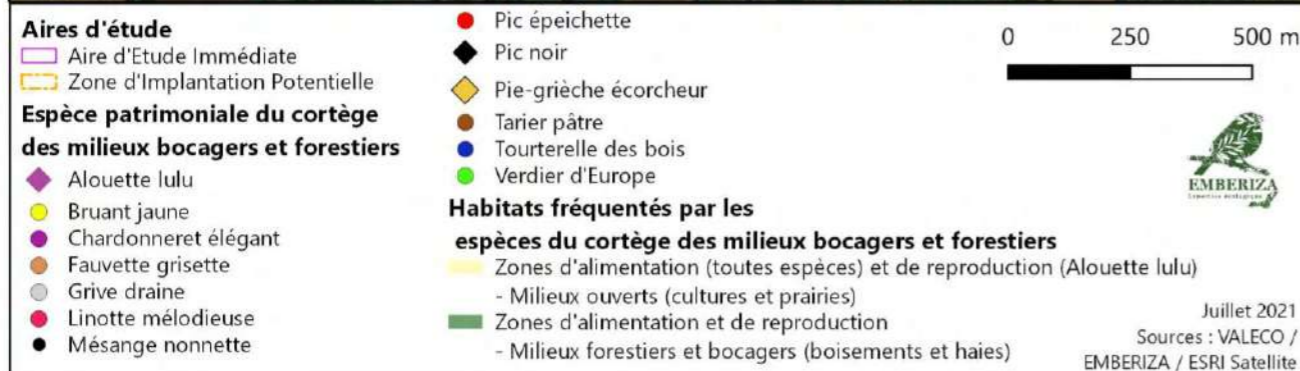 Aires d'étude
Aire d'Etude Immédiate
Zone d'Implantation Potentielle
Espèce patrimoniale du cortège
des milieux bocagers et forestiers
Alouette lulu
Bruant jaune
Chardonneret élégant
Fauvette grisette
Grive draine
Linotte mélodieuse
Mésange nonnette
Pic épeichette
Pic noir
Pie-grièche écorcheur
Tarier pâtre
Tourterelle des bois
Verdier d'Europe
Habitats fréquentés par les
espèces du cortège des milieux bocagers et forestiers
Zones d'alimentation (toutes espèces) et de reproduction (Alouette lulu)
- Milieux ouverts (cultures et prairies)
Zones d'alimentation et de reproduction
- Milieux forestiers et bocagers (boisements et haies)
0 250 500 m
EMBERIZA
Expertise écologique
Juillet 2021
Sources : VALECO /
EMBERIZA / ESRI Satellite